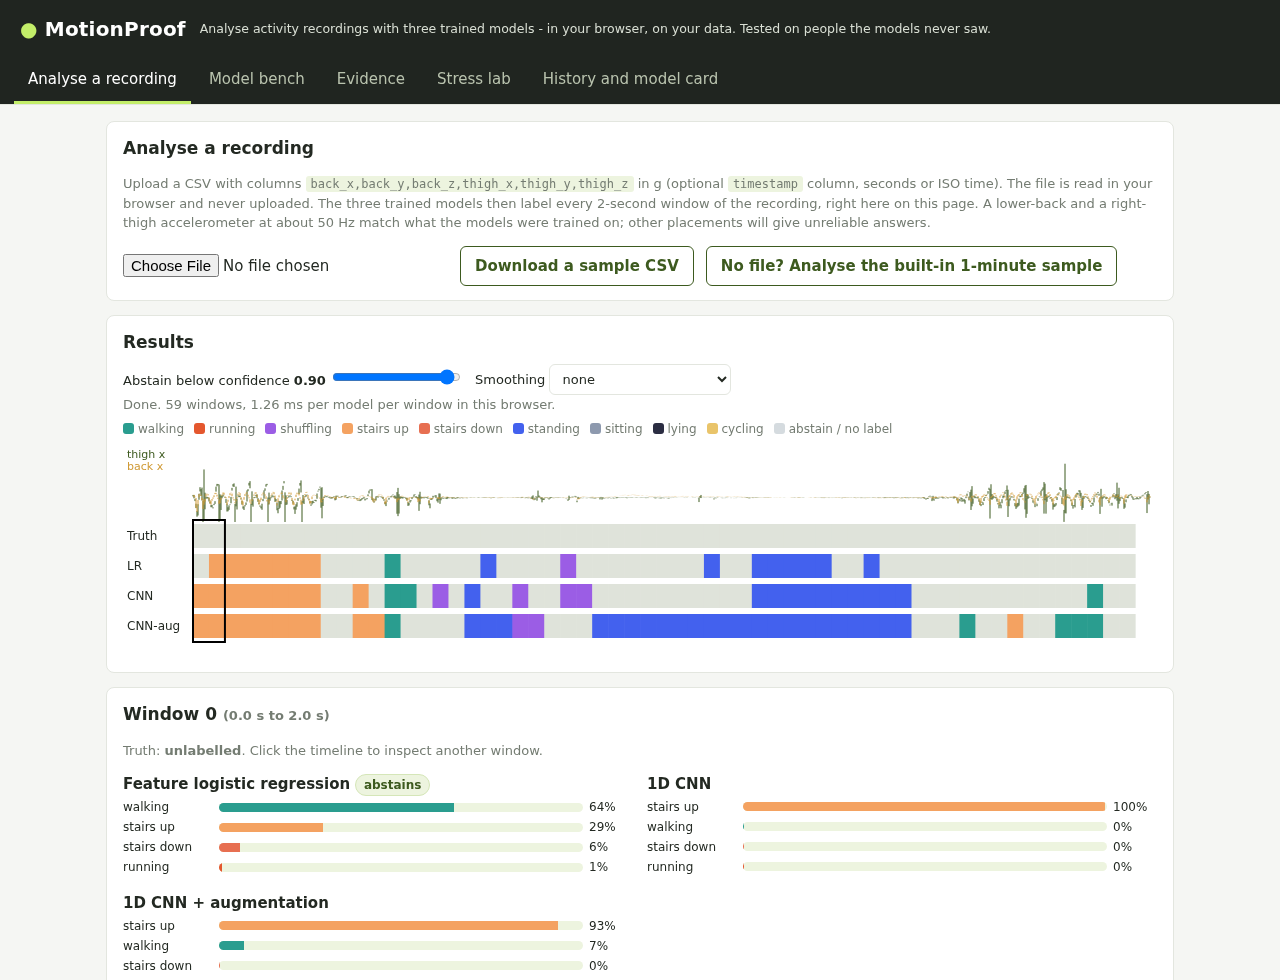 MotionProof Analyse activity recordings with three trained models - in your browser, on your data. Tested on people the models never saw.
Analyse a recording Model bench Evidence Stress lab History and model card
Analyse a recording
Upload a CSV with columns back_x,back_y,back_z,thigh_x,thigh_y,thigh_z in g (optional timestamp column, seconds or ISO time). The file is read in your
browser and never uploaded. The three trained models then label every 2-second window of the recording, right here on this page. A lower-back and a right-
thigh accelerometer at about 50 Hz match what the models were trained on; other placements will give unreliable answers.
Choose File No file chosen Download a sample CSV No file? Analyse the built-in 1-minute sample
Results
Abstain below confidence 0.90 Smoothing none
Done. 59 windows, 1.26 ms per model per window in this browser.
walking running shuffling stairs up stairs down standing sitting lying cycling abstain / no label
thigh x
back x
Truth
LR
CNN
CNN-aug
Window 0 (0.0 s to 2.0 s)
Truth: unlabelled. Click the timeline to inspect another window.
Feature logistic regression abstains
walking 64%
stairs up 29%
stairs down 6%
running 1%
1D CNN
stairs up 100%
walking 0%
stairs down 0%
running 0%
1D CNN + augmentation
stairs up 93%
walking 7%
stairs down 0%